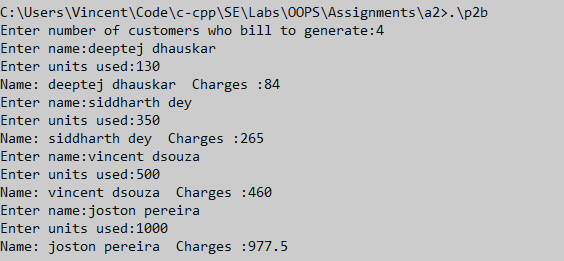 C:\Users\Vincent\Code\c-cpp\SE\Labs\OOPS\Assignments\a2>.\p2b
Enter number of customers who bill to generate:4
Enter name:deeptej dhauskar
Enter units used:130
Name: deeptej dhauskar  Charges :84
Enter name:siddharth dey
Enter units used:350
Name: siddharth dey  Charges :265
Enter name:vincent dsouza
Enter units used:500
Name: vincent dsouza  Charges :460
Enter name:joston pereira
Enter units used:1000
Name: joston pereira  Charges :977.5